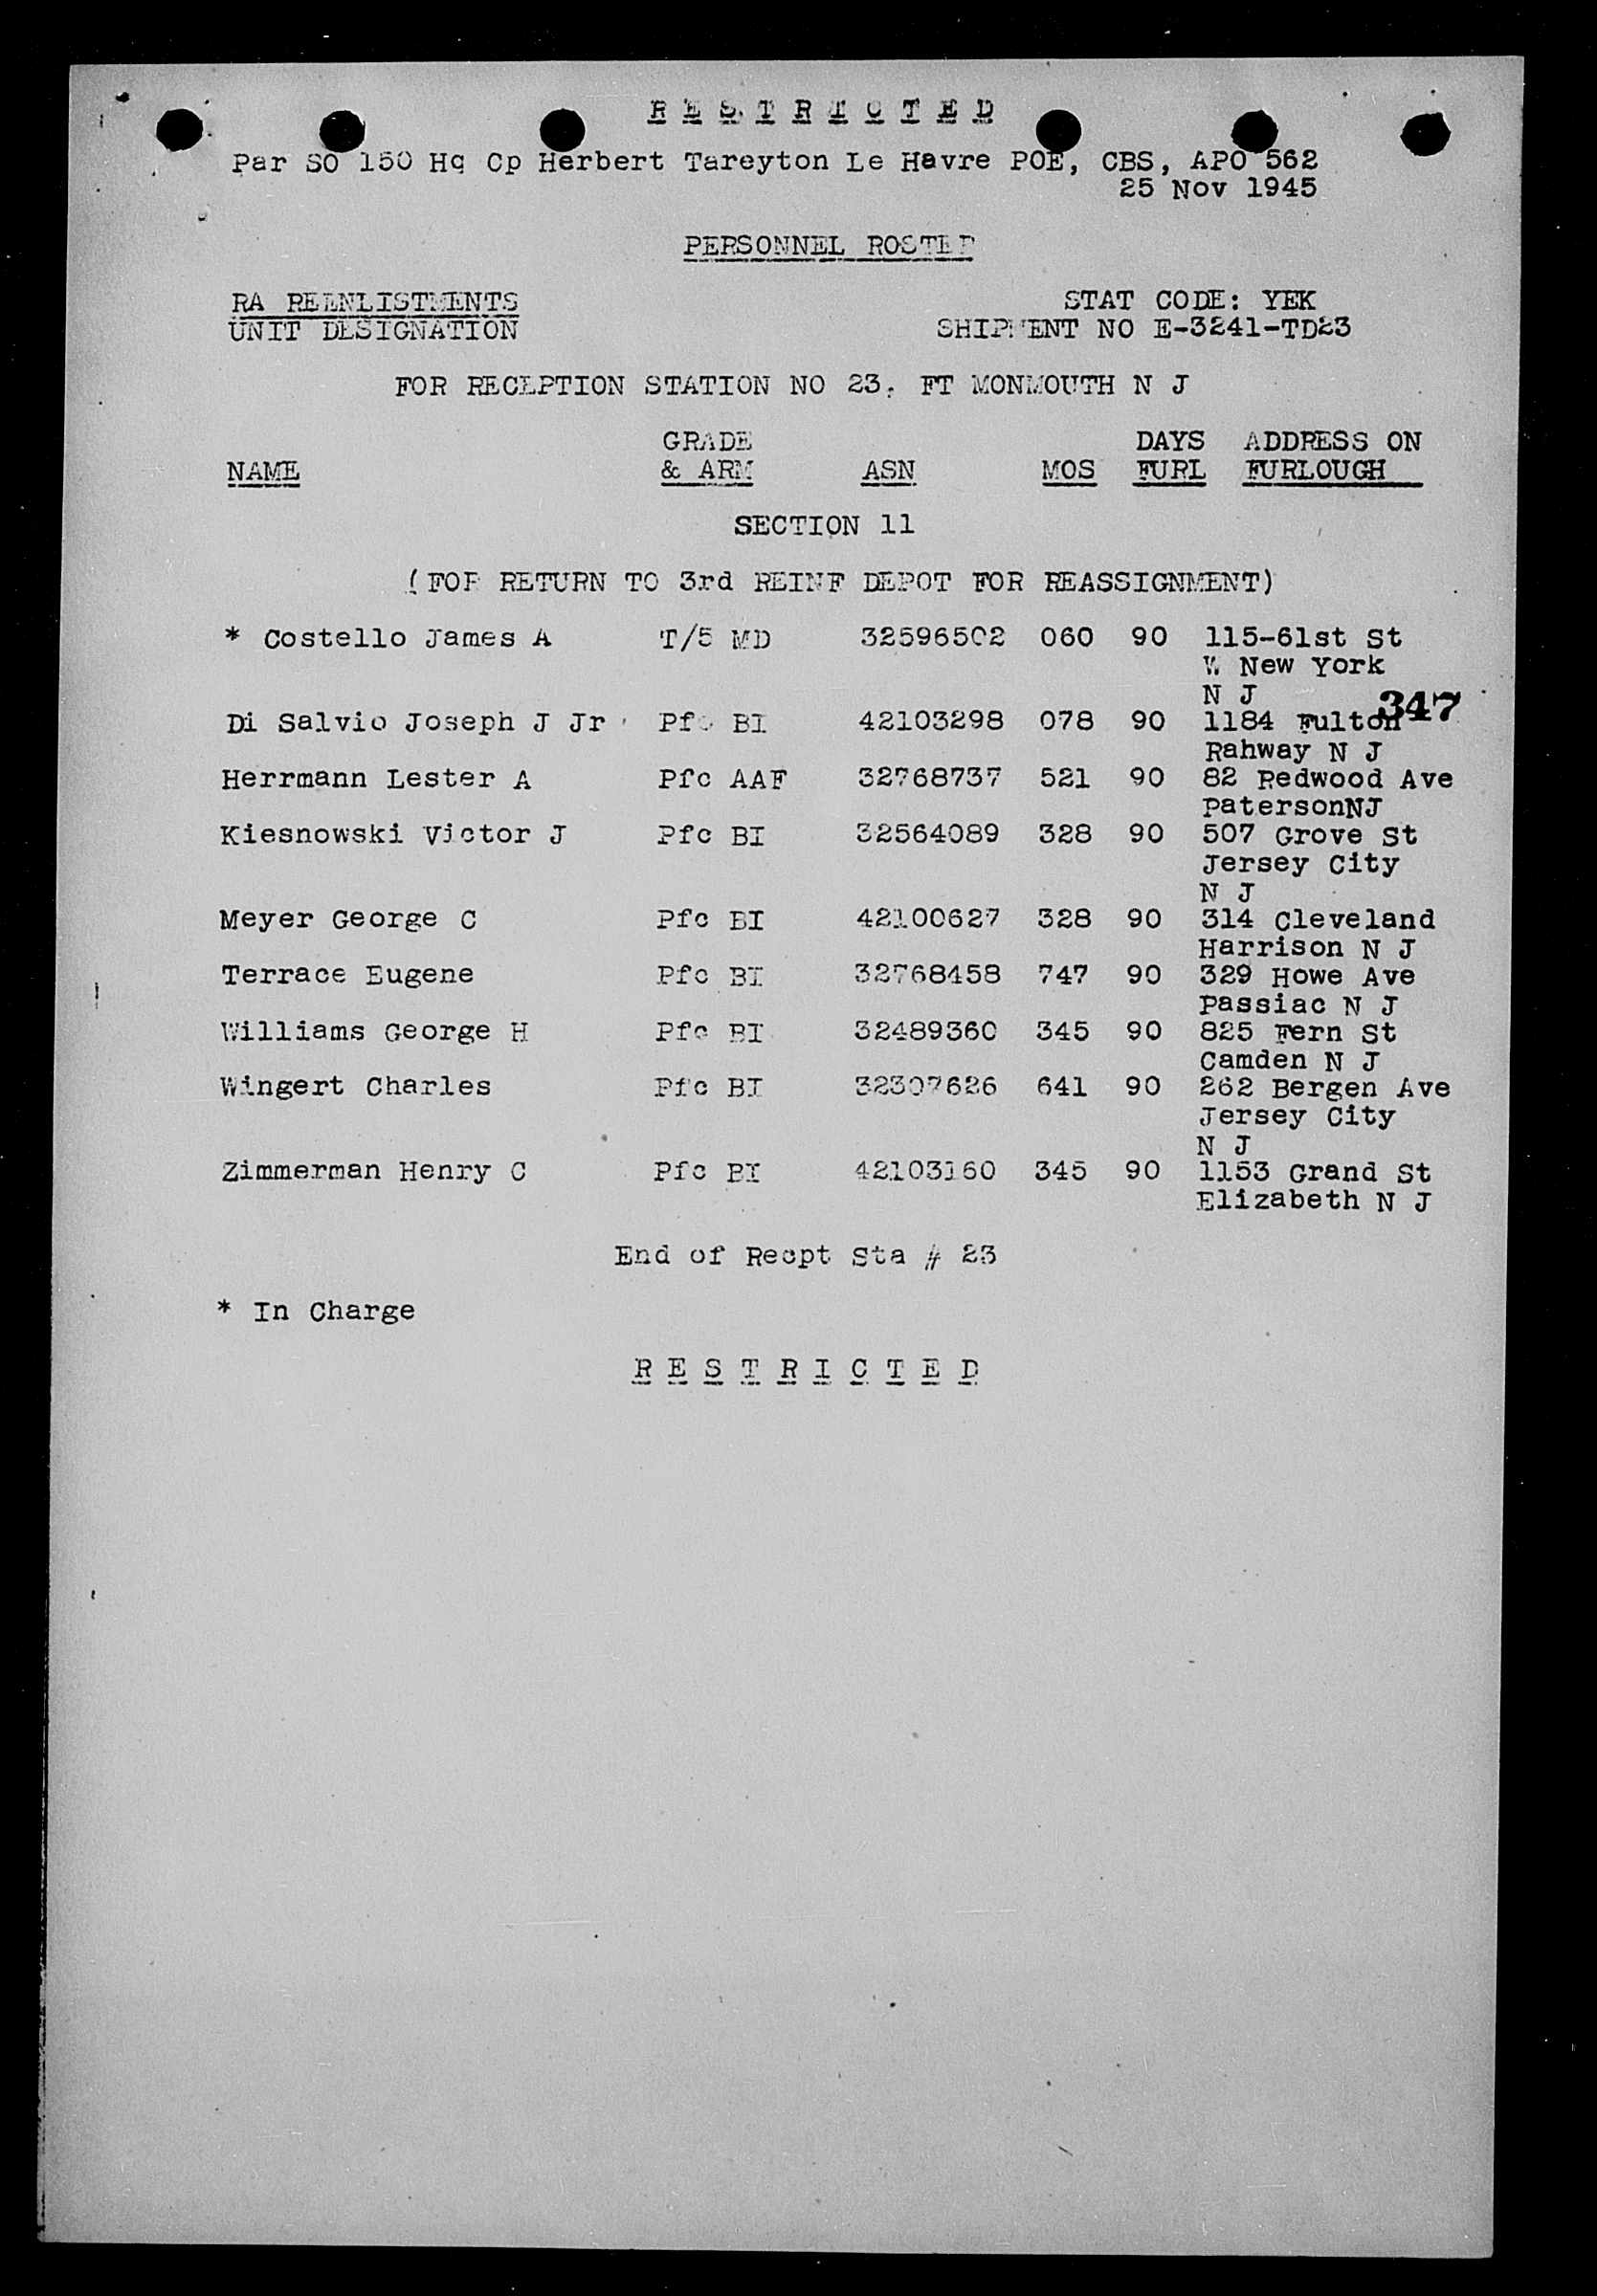 R E S T R I C T E D
Par SO 150 Hq Cp Herbert Tareyton Le Havre POE, CBS, APO 562
25 Nov 1945
PERSONNEL ROSTER
RA REENLISTMENTS STAT CODE: YEK
UNIT DESIGNATION SHIPMENT NO E-3241-TD23
FOR RECEPTION STATION NO 23, FT MONMOUTH N J
GRADE DAYS ADDRESS ON
NAME & ARM ASN MOS FURL FURLOUGH
SECTION 11
(FOR RETURN TO 3rd REINF DEPOT FOR REASSIGNMENT)
* Costello James A T/5 MD 32596502 060 90 115-61st St
W New York
N J 347
Di Salvio Joseph J Jr Pfc BI 42103298 078 90 1184 Fulton
Rahway N J
Herrmann Lester A Pfc AAF 32768737 521 90 82 Redwood Ave
PatersonNJ
Kiesnowski Victor J Pfc BI 32564089 328 90 507 Grove St
Jersey City
N J
Meyer George C Pfc BI 42100627 328 90 314 Cleveland
Harrison N J
Terrace Eugene Pfc BI 32768458 747 90 329 Howe Ave
Passiac N J
Williams George H Pfc BI 32489360 345 90 825 Fern St
Camden N J
Wingert Charles Pfc BI 32307626 641 90 262 Bergen Ave
Jersey City
N J
Zimmerman Henry C Pfc BI 42103160 345 90 1153 Grand St
Elizabeth N J
End of Recpt Sta # 23
* In Charge
R E S T R I C T E D